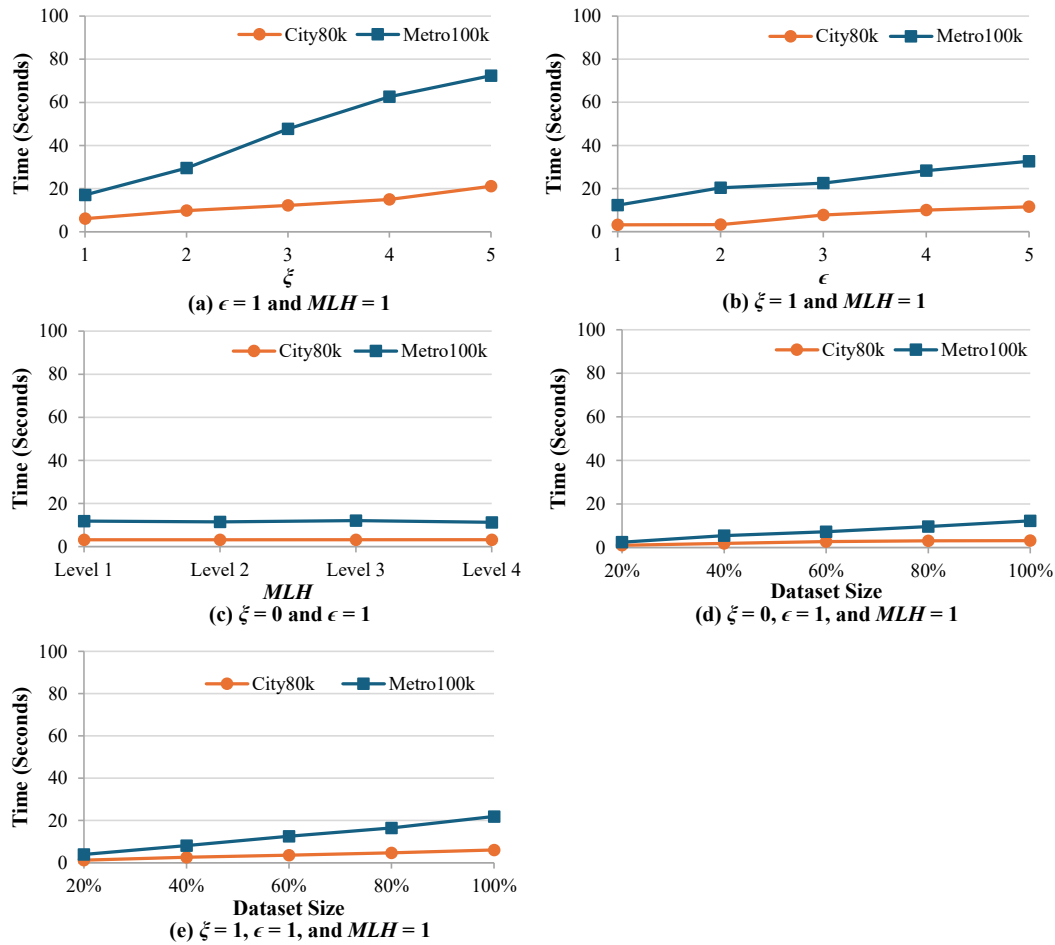 100
80
60
40
20
0
Time (Seconds)
City80k Metro100k
1 2 3 4 5
ξ
(a) ϵ = 1 and MLH = 1
100
80
60
40
20
0
Time (Seconds)
City80k Metro100k
1 2 3 4 5
ϵ
(b) ξ = 1 and MLH = 1
100
80
60
40
20
0
Time (Seconds)
City80k Metro100k
Level 1 Level 2 Level 3 Level 4
MLH
(c) ξ = 0 and ϵ = 1
100
80
60
40
20
0
Time (Seconds)
City80k Metro100k
20% 40% 60% 80% 100%
Dataset Size
(d) ξ = 0, ϵ = 1, and MLH = 1
100
80
60
40
20
0
Time (Seconds)
City80k Metro100k
20% 40% 60% 80% 100%
Dataset Size
(e) ξ = 1, ϵ = 1, and MLH = 1